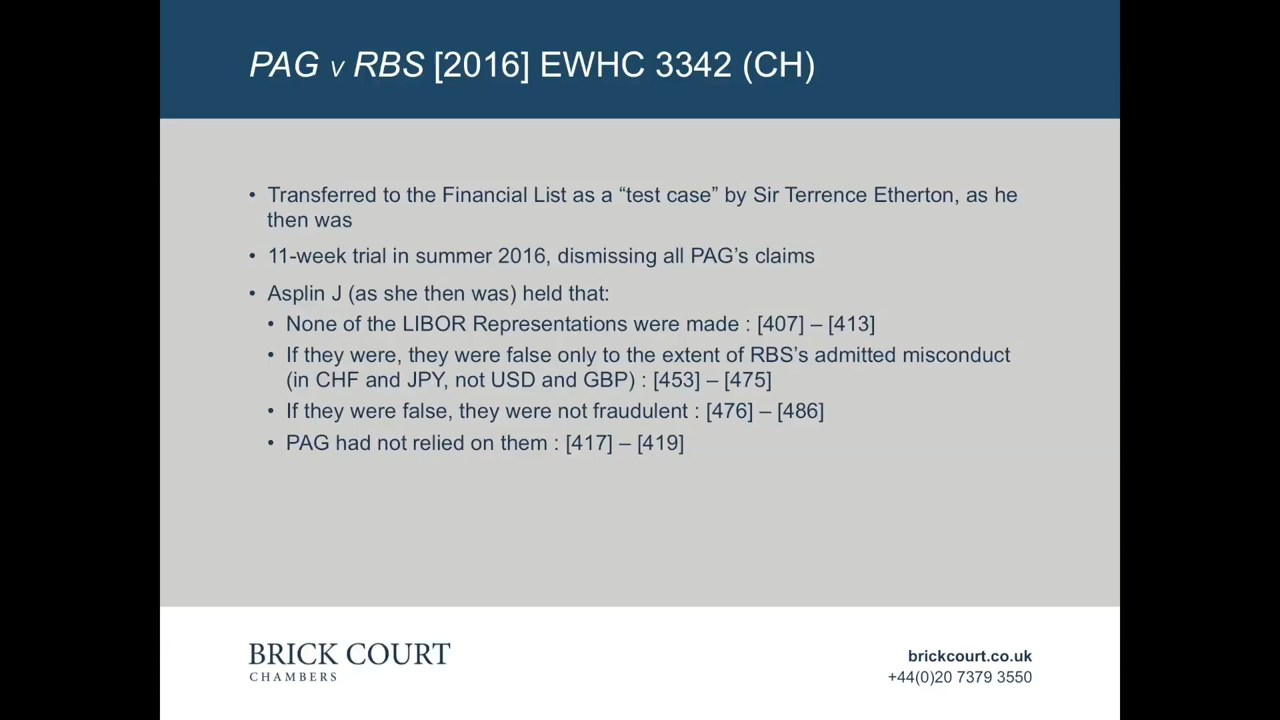 PAG v RBS [2016] EWHC 3342 (CH)
• Transferred to the Financial List as a “test case” by Sir Terrence Etherton, as he
then was
• 11-week trial in summer 2016, dismissing all PAG’s claims
• Asplin J (as she then was) held that:
• None of the LIBOR Representations were made : [407] – [413]
• If they were, they were false only to the extent of RBS’s admitted misconduct
(in CHF and JPY, not USD and GBP) : [453] – [475]
• If they were false, they were not fraudulent : [476] – [486]
• PAG had not relied on them : [417] – [419]
BRICK COURT
CHAMBERS
brickcourt.co.uk
+44(0)20 7379 3550